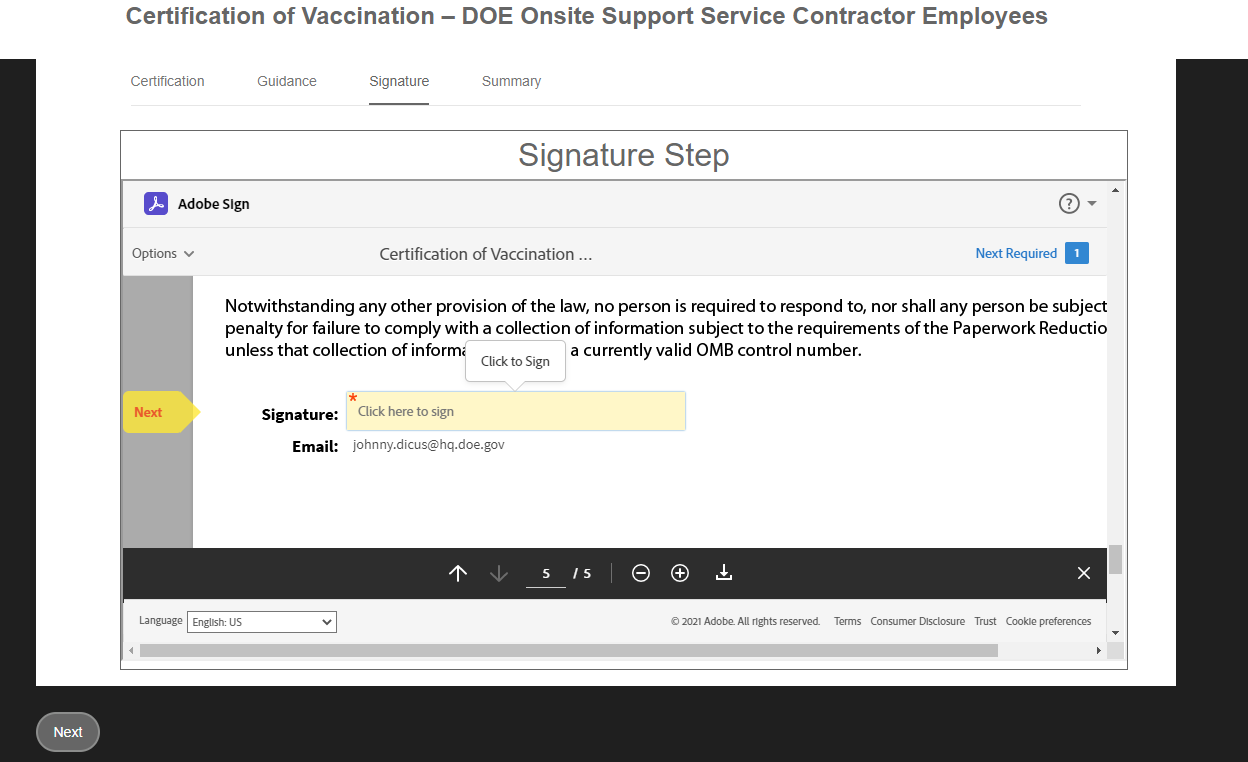 Certification of Vaccination – DOE Onsite Support Service Contractor Employees
Certification Guidance Signature Summary
Signature Step
Adobe Sign ?
Options Certification of Vaccination ... Next Required 1
Notwithstanding any other provision of the law, no person is required to respond to, nor shall any person be subject
penalty for failure to comply with a collection of information subject to the requirements of the Paperwork Reductio
unless that collection of informa a currently valid OMB control number.
Click to Sign
Next Signature: * Click here to sign
Email: johnny.dicus@hq.doe.gov
5 / 5
Language English: US © 2021 Adobe. All rights reserved. Terms Consumer Disclosure Trust Cookie preferences
Next